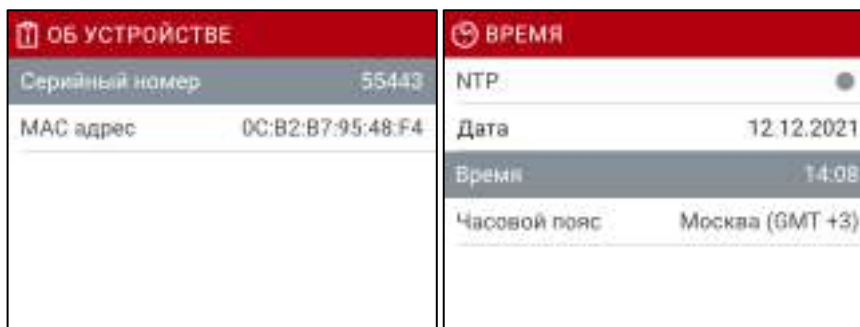 ОБ УСТРОЙСТВЕ
Серийный номер 55443
MAC адрес 0C:B2:B7:95:48:F4
ВРЕМЯ
NTP
Дата 12.12.2021
Время 14:08
Часовой пояс Москва (GMT +3)